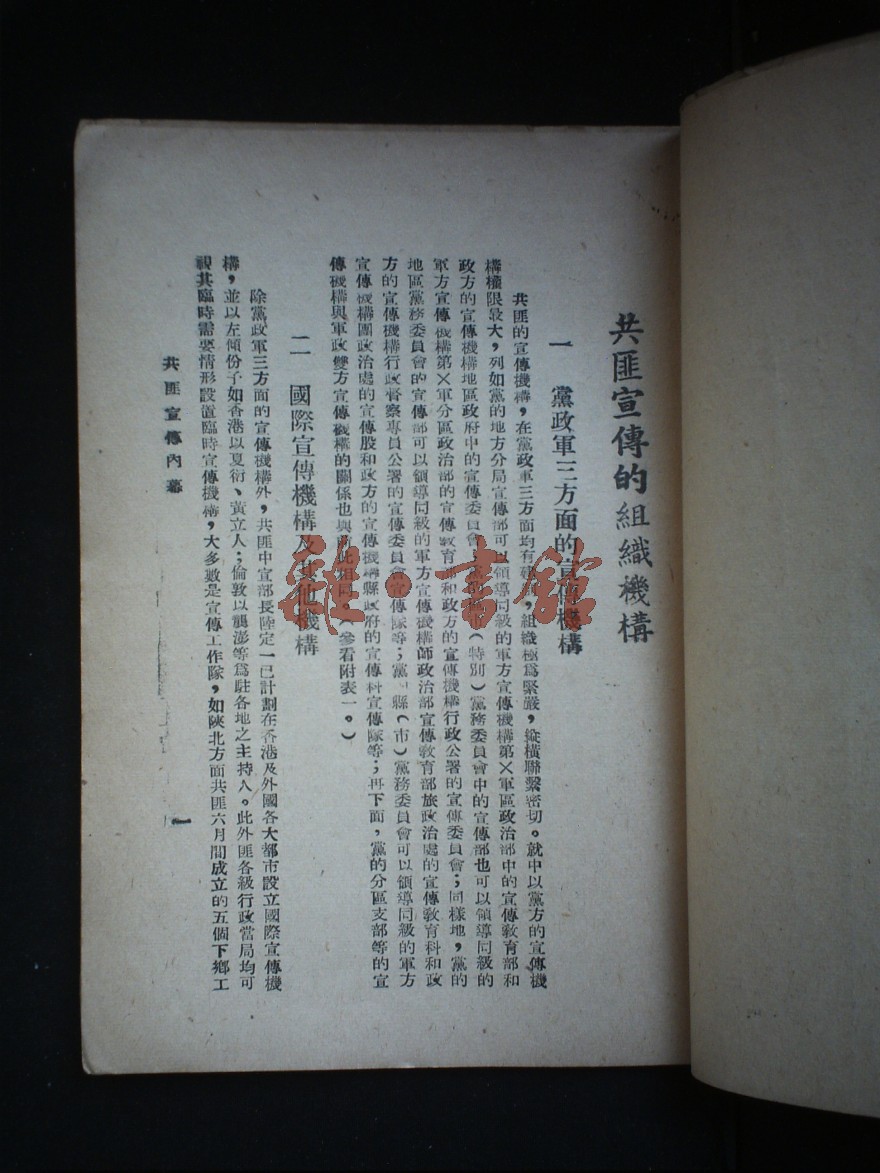 共匪宣傳的組織機構
一　黨政軍三方面的宣傳機構
共匪的宣傳機構，在黨政軍三方面均有建立，組織極爲緊嚴，縱橫聯繫密切。就中以黨方的宣傳機
構權限最大，列如黨的地方分局宣傳部可以領導同級的軍方宣傳機構第×軍區政治部中的宣傳敎育部和
政方的宣傳機構地區政府中的宣傳委員會；黨的區（特別）黨務委員會中的宣傳部也可以領導同級的
軍方宣傳機構第×軍分區政治部的宣傳敎育部和政方的宣傳機構行政公署的宣傳委員會；同樣地，黨的
地區黨務委員會的宣傳部可以領導同級的軍方宣傳機構師政治部宣傳敎育部旅政治處的宣傳敎育科和政
方的宣傳機構行政督察專員公署的宣傳委員會宣傳隊等；黨的縣（市）黨務委員會可以領導同級的軍方
宣傳機構團政治處的宣傳股和政方的宣傳機構縣政府的宣傳科宣傳隊等；再下面，黨的分區支部等的宣
傳機構與軍政雙方宣傳機構的關係也與此相同。（參看附表一。）
二　國際宣傳機構及其他機構
除黨政軍三方面的宣傳機構外，共匪中宣部長陸定一已計劃在香港及外國各大都市設立國際宣傳機
構，並以左傾份子如香港以夏衍、黃立人；倫敦以龔澎等爲駐各地之主持人。此外匪各級行政當局均可
視其臨時需要情形設置臨時宣傳機構，大多數是宣傳工作隊，如陝北方面共匪六月間成立的五個下鄉工
共匪宣傳內幕
一
雜·書館